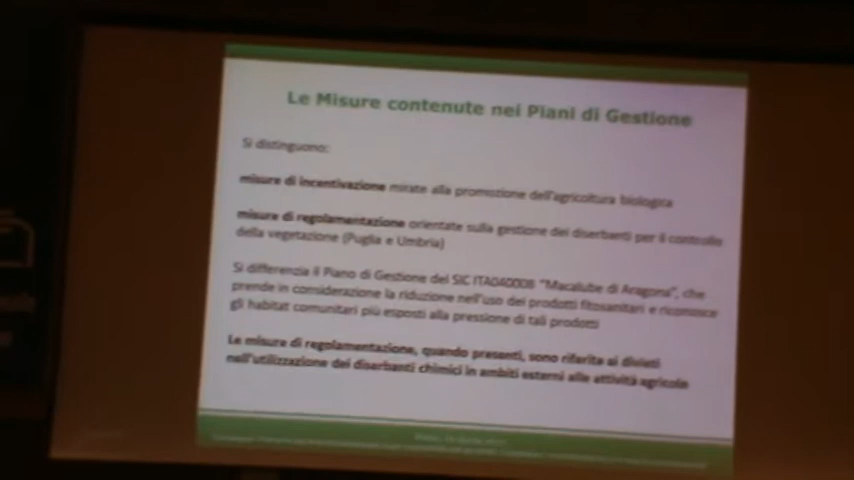 Le Misure contenute nei Piani di Gestione
Si distinguono:
misure di incentivazione mirate alla promozione dell'agricoltura biologica
misure di regolamentazione orientate sulla gestione dei diserbanti per il controllo
della vegetazione (Puglia e Umbria)
Si differenzia il Piano di Gestione del SIC ITA040008 "Macalube di Aragona", che
prende in considerazione la riduzione nell'uso dei prodotti fitosanitari e riconosce
gli habitat comunitari più esposti alla pressione di tali prodotti
Le misure di regolamentazione, quando presenti, sono riferite ai divieti
nell'utilizzazione dei diserbanti chimici in ambiti esterni alle attività agricole